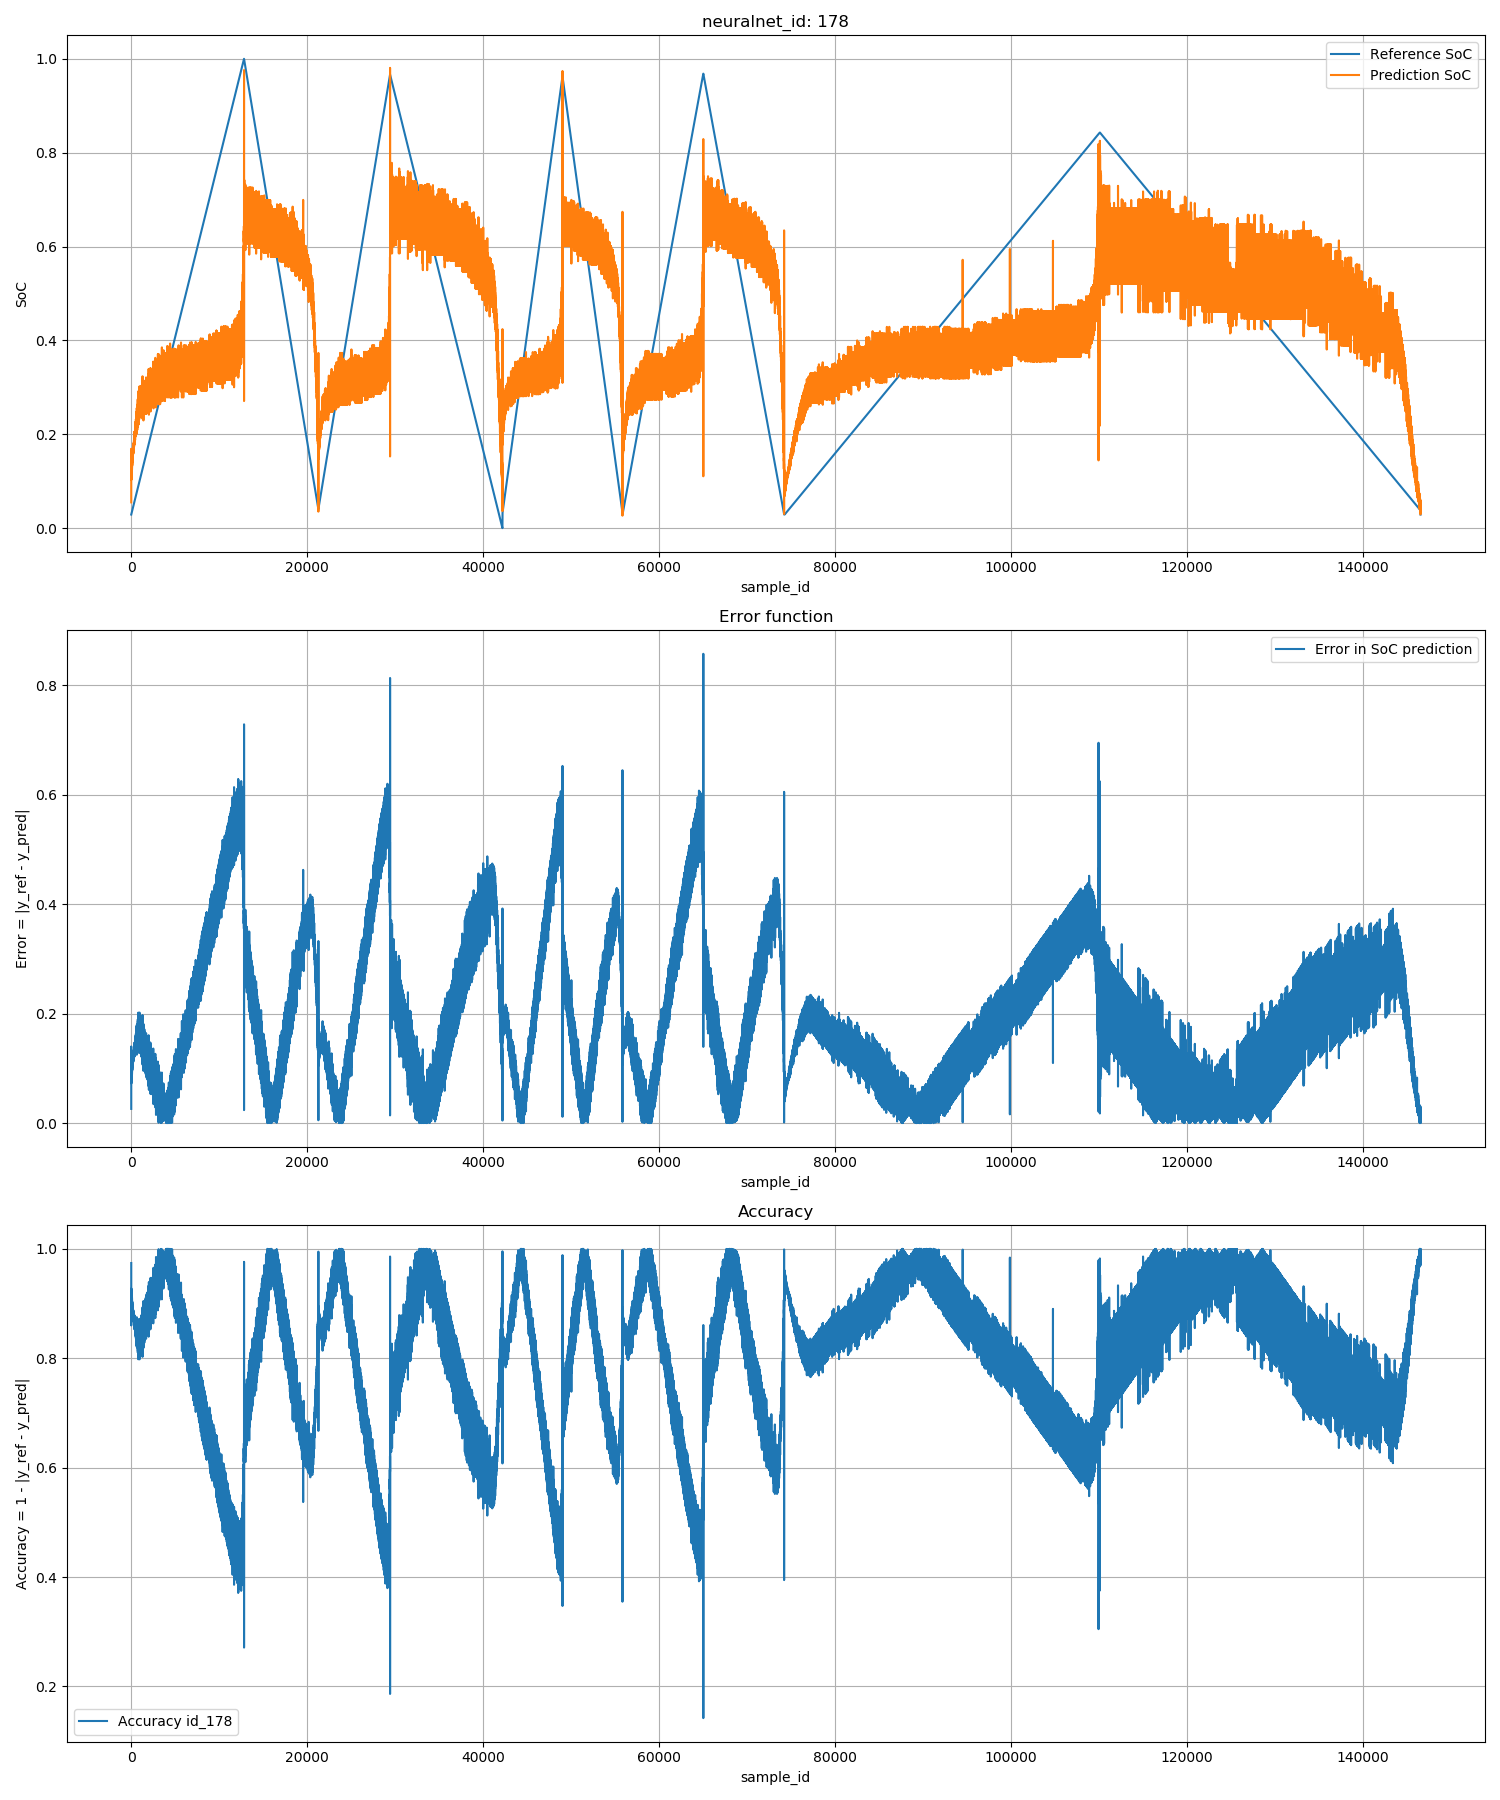 neuralnet_id: 178
Reference SoC
Prediction SoC
1.0
0.8
0.6
0.4
0.2
0.0
SoC
0 20000 40000 60000 80000 100000 120000 140000
sample_id
Error function
Error in SoC prediction
0.8
0.6
0.4
0.2
0.0
Error = |y_ref - y_pred|
0 20000 40000 60000 80000 100000 120000 140000
sample_id
Accuracy
1.0
0.8
0.6
0.4
0.2
Accuracy = 1 - |y_ref - y_pred|
Accuracy id_178
0 20000 40000 60000 80000 100000 120000 140000
sample_id